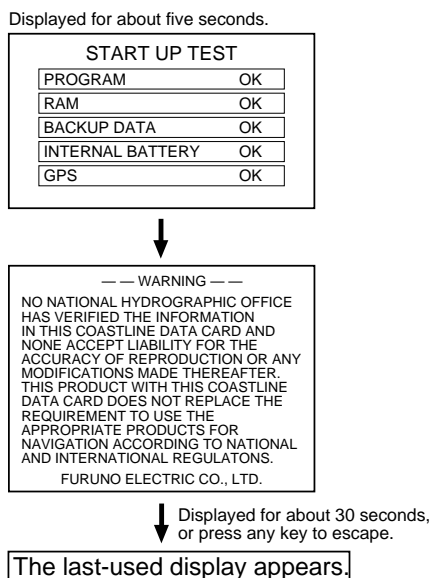 Displayed for about five seconds.
START UP TEST
PROGRAM OK
RAM OK
BACKUP DATA OK
INTERNAL BATTERY OK
GPS OK
— — WARNING — —
NO NATIONAL HYDROGRAPHIC OFFICE
HAS VERIFIED THE INFORMATION
IN THIS COASTLINE DATA CARD AND
NONE ACCEPT LIABILITY FOR THE
ACCURACY OF REPRODUCTION OR ANY
MODIFICATIONS MADE THEREAFTER.
THIS PRODUCT WITH THIS COASTLINE
DATA CARD DOES NOT REPLACE THE
REQUIREMENT TO USE THE
APPROPRIATE PRODUCTS FOR
NAVIGATION ACCORDING TO NATIONAL
AND INTERNATIONAL REGULATONS.
FURUNO ELECTRIC CO., LTD.
Displayed for about 30 seconds,
or press any key to escape.
The last-used display appears.